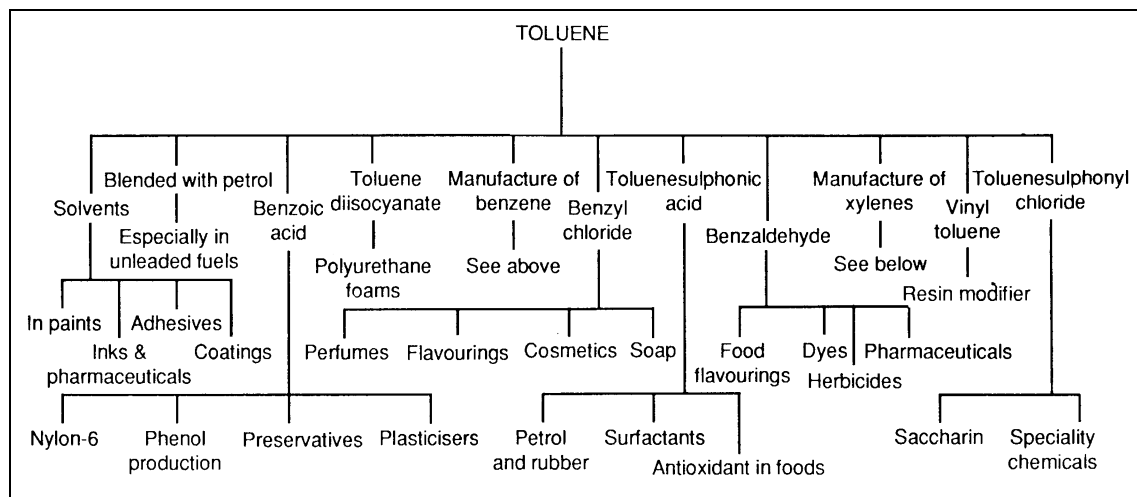 TOLUENE
Blended with petrol
Toluene
diisocyanate
Manufacture of
benzene
Toluenesulphonic
acid
Manufacture of
xylenes
Toluenesulphonyl
chloride
Solvents
Benzoic
acid
Benzyl
chloride
Vinyl
toluene
Benzaldehyde
Especially in
unleaded fuels
Polyurethane
foams
See above
See below
Resin modifier
In paints
Adhesives
Inks &
pharmaceuticals
Coatings
Perfumes
Flavourings
Cosmetics
Soap
Food
flavourings
Dyes
Herbicides
Pharmaceuticals
Nylon-6
Phenol
production
Preservatives
Plasticisers
Petrol
and rubber
Surfactants
Antioxidant in foods
Saccharin
Speciality
chemicals